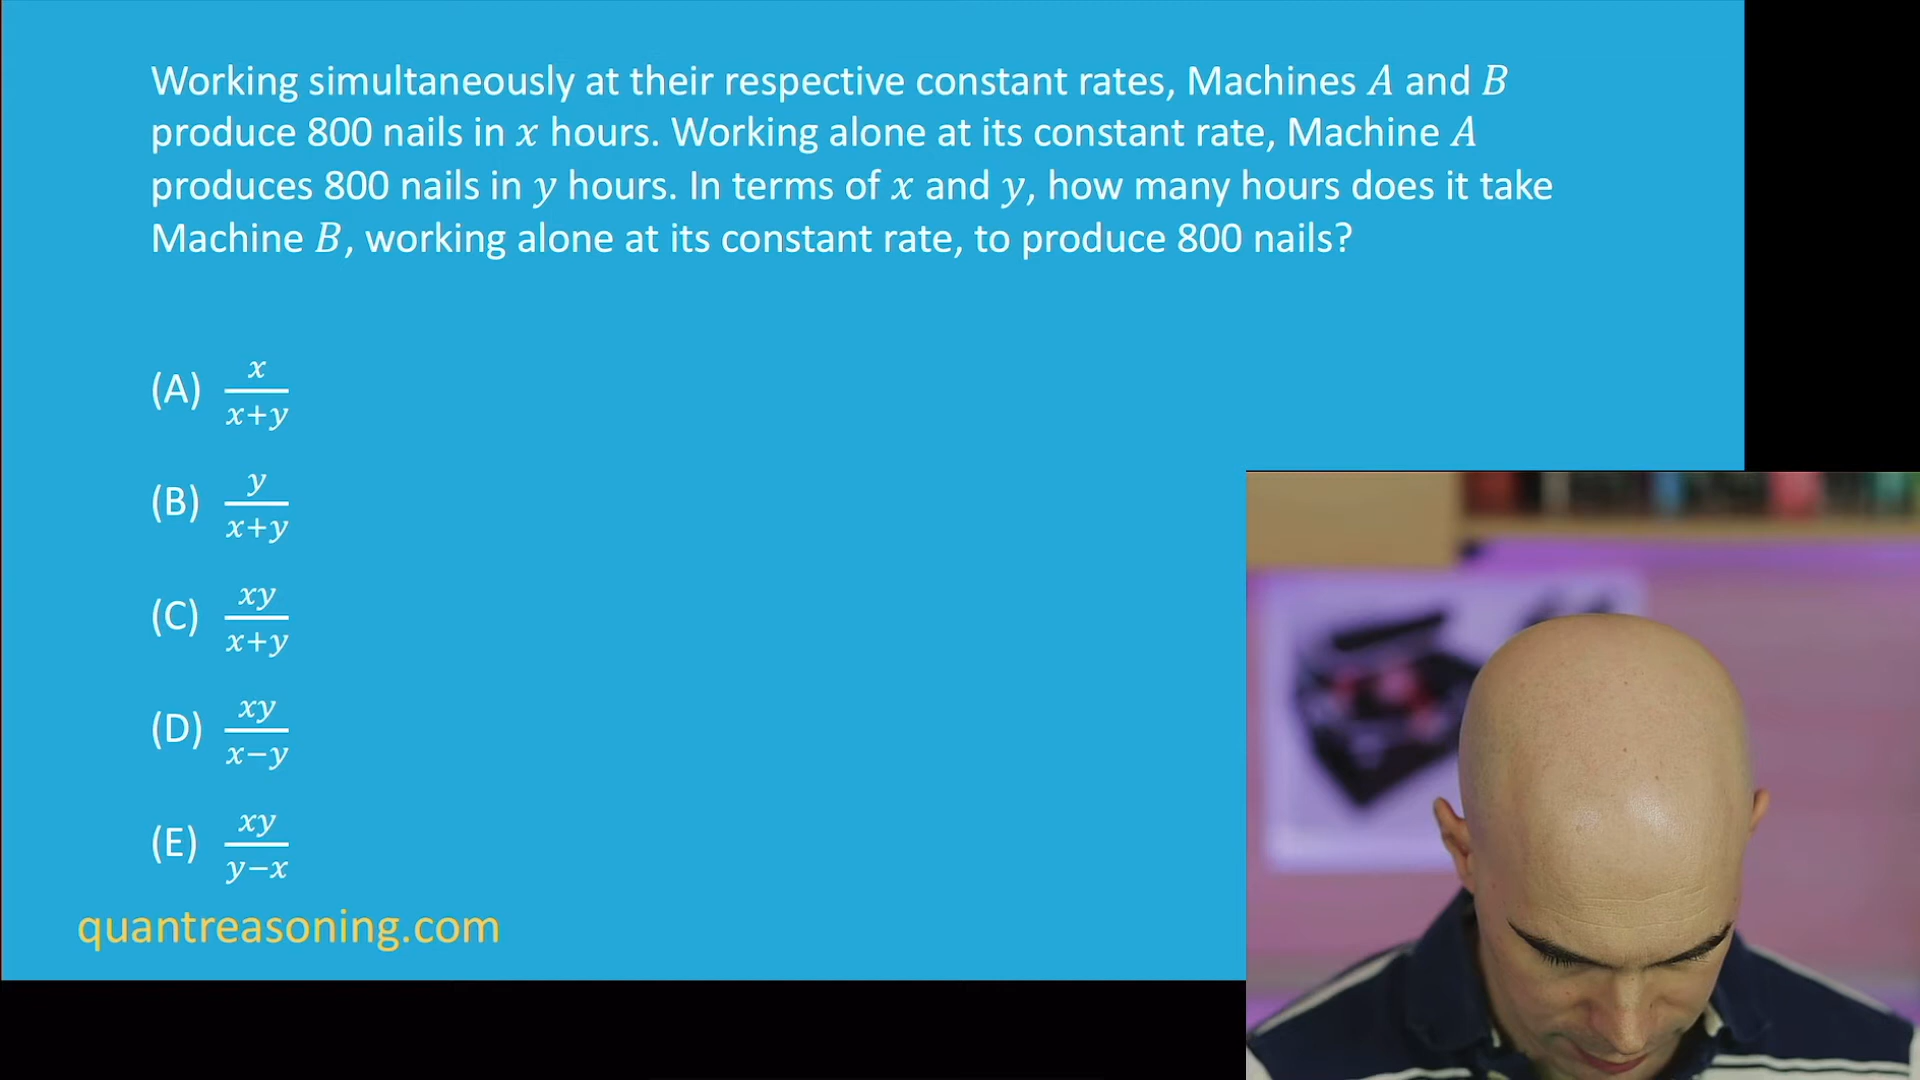 Working simultaneously at their respective constant rates, Machines A and B
produce 800 nails in x hours. Working alone at its constant rate, Machine A
produces 800 nails in y hours. In terms of x and y, how many hours does it take
Machine B, working alone at its constant rate, to produce 800 nails?
(A) x/(x+y)
(B) y/(x+y)
(C) xy/(x+y)
(D) xy/(x−y)
(E) xy/(y−x)
quantreasoning.com